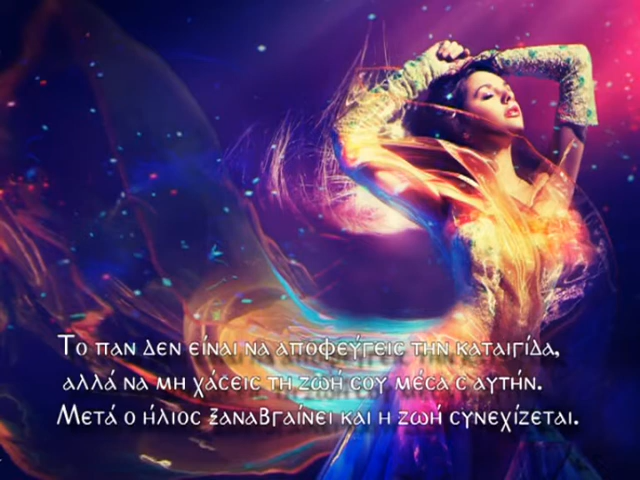 Το παν δεν είναι να αποφεύγεις την καταιγίδα,
αλλά να μη χάσεις τη ζωή σου μέσα σ'αυτήν.
Μετά ο ήλιος ξαναβγαίνει και η ζωή συνεχίζεται.